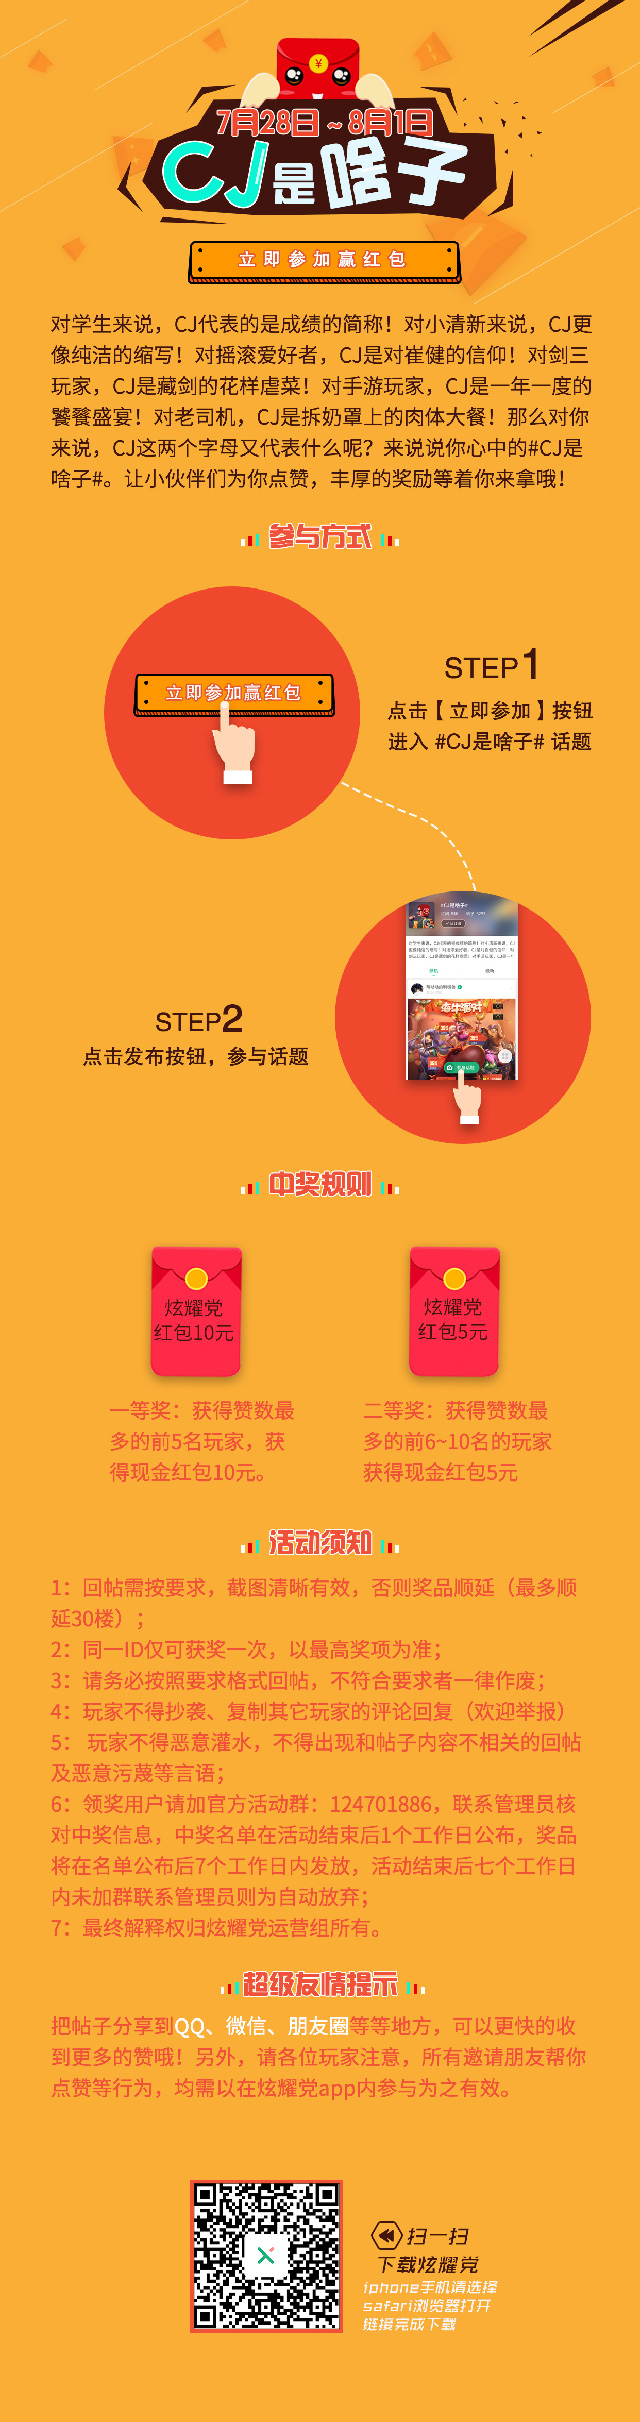 ¥
7月28日~8月1日
CJ是啥子
立即参加赢红包
对学生来说，CJ代表的是成绩的简称！对小清新来说，CJ更
像纯洁的缩写！对摇滚爱好者，CJ是对崔健的信仰！对剑三
玩家，CJ是藏剑的花样虐菜！对手游玩家，CJ是一年一度的
饕餮盛宴！对老司机，CJ是拆奶罩上的肉体大餐！那么对你
来说，CJ这两个字母又代表什么呢？来说说你心中的#CJ是
啥子#。让小伙伴们为你点赞，丰厚的奖励等着你来拿哦！
参与方式
立即参加赢红包
STEP1
点击【立即参加】按钮
进入 #CJ是啥子# 话题
#CJ是啥子#
STEP2
点击发布按钮，参与话题
中奖规则
炫耀党
红包10元
炫耀党
红包5元
一等奖：获得赞数最
多的前5名玩家，获
得现金红包10元。
二等奖：获得赞数最
多的前6~10名的玩家
获得现金红包5元
活动须知
1：回帖需按要求，截图清晰有效，否则奖品顺延（最多顺
延30楼）；
2：同一ID仅可获奖一次，以最高奖项为准；
3：请务必按照要求格式回帖，不符合要求者一律作废；
4：玩家不得抄袭、复制其它玩家的评论回复（欢迎举报）
5： 玩家不得恶意灌水，不得出现和帖子内容不相关的回帖
及恶意污蔑等言语；
6：领奖用户请加官方活动群：124701886，联系管理员核
对中奖信息，中奖名单在活动结束后1个工作日公布，奖品
将在名单公布后7个工作日内发放，活动结束后七个工作日
内未加群联系管理员则为自动放弃；
7：最终解释权归炫耀党运营组所有。
超级友情提示
把帖子分享到QQ、微信、朋友圈等等地方，可以更快的收
到更多的赞哦！另外，请各位玩家注意，所有邀请朋友帮你
点赞等行为，均需以在炫耀党app内参与为之有效。
扫一扫
下载炫耀党
iphone手机请选择
safari浏览器打开
链接完成下载